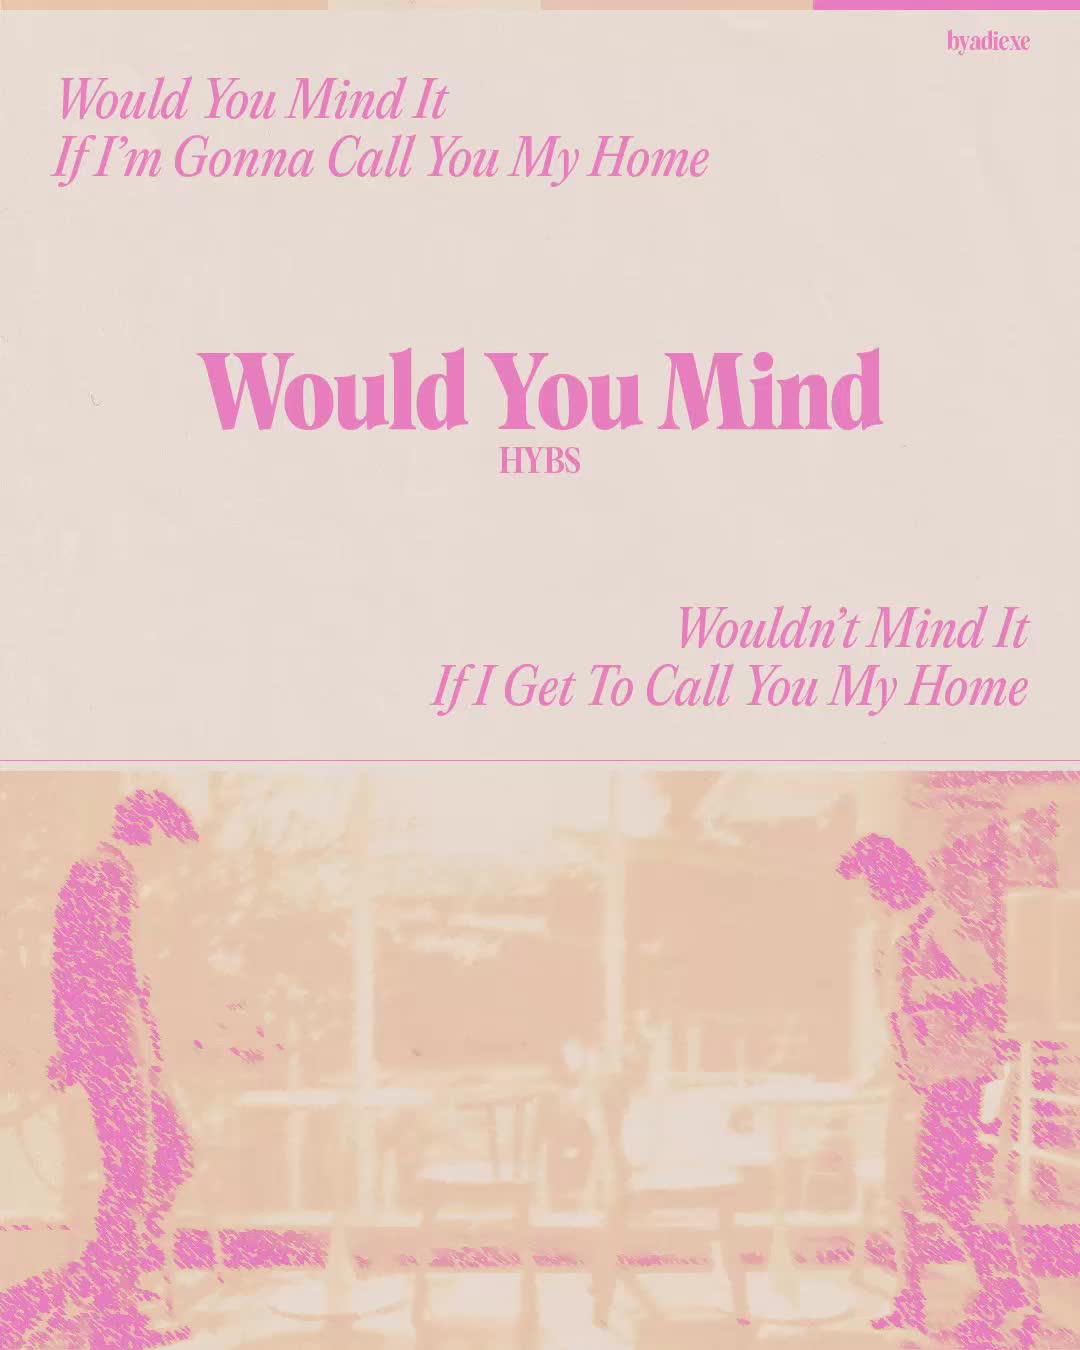 byadiexe
Would You Mind It
If I'm Gonna Call You My Home
Would You Mind
HYBS
Wouldn't Mind It
If I Get To Call You My Home